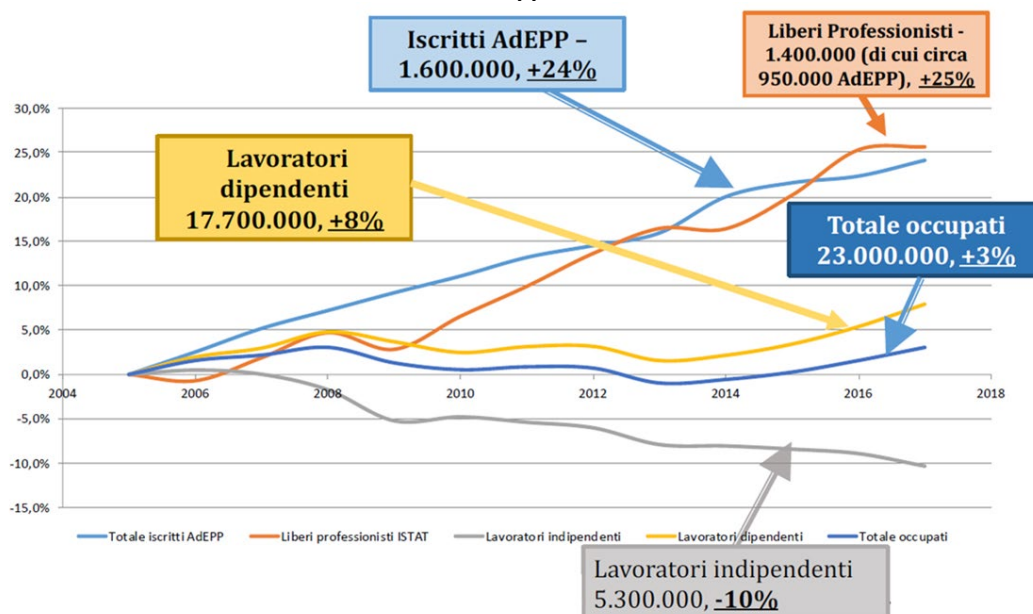 Iscritti AdEPP –
1.600.000, +24%
Liberi Professionisti -
1.400.000 (di cui circa
950.000 AdEPP), +25%
Lavoratori
dipendenti
17.700.000, +8%
Totale occupati
23.000.000, +3%
30,0%
25,0%
20,0%
15,0%
10,0%
5,0%
0,0%
-5,0%
-10,0%
-15,0%
2004
2006
2008
2010
2012
2014
2016
2018
Totale iscritti AdEPP
Liberi professionisti ISTAT
Lavoratori indipendenti
Lavoratori dipendenti
Totale occupati
Lavoratori indipendenti
5.300.000, -10%